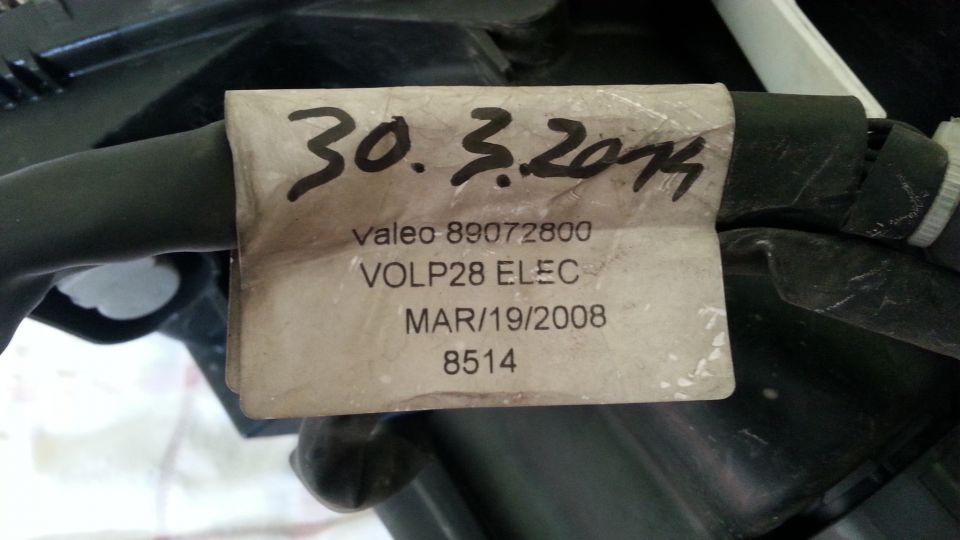 30.3.2014
Valeo 89072800
VOLP28 ELEC
MAR/19/2008
8514